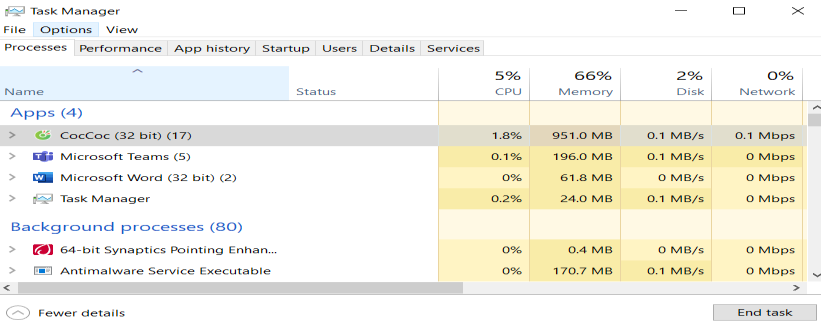 Task Manager
File Options View
Processes Performance App history Startup Users Details Services
5% 66% 2% 0%
Name Status CPU Memory Disk Network
Apps (4)
CocCoc (32 bit) (17) 1.8% 951.0 MB 0.1 MB/s 0.1 Mbps
Microsoft Teams (5) 0.1% 196.0 MB 0.1 MB/s 0 Mbps
Microsoft Word (32 bit) (2) 0% 61.8 MB 0 MB/s 0 Mbps
Task Manager 0.2% 24.0 MB 0.1 MB/s 0 Mbps
Background processes (80)
64-bit Synaptics Pointing Enhan... 0% 0.4 MB 0 MB/s 0 Mbps
Antimalware Service Executable 0% 170.7 MB 0.1 MB/s 0 Mbps
Fewer details End task